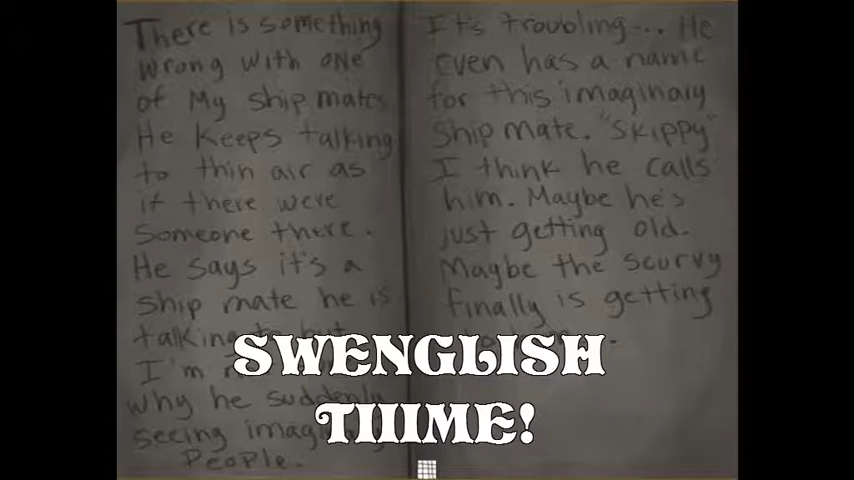 There is something
wrong with one
of my ship mates
He keeps talking
to thin air as
if there were
someone there.
He says it's a
ship mate he is
talking
I'm
why he suddenly
seeing
People.
It's troubling... He
even has a name
for this imaginary
Ship mate. "Skippy"
I think he calls
him. Maybe he's
just getting old.
Maybe the scurvy
finally is getting
SWENGLISH
TIIIME!